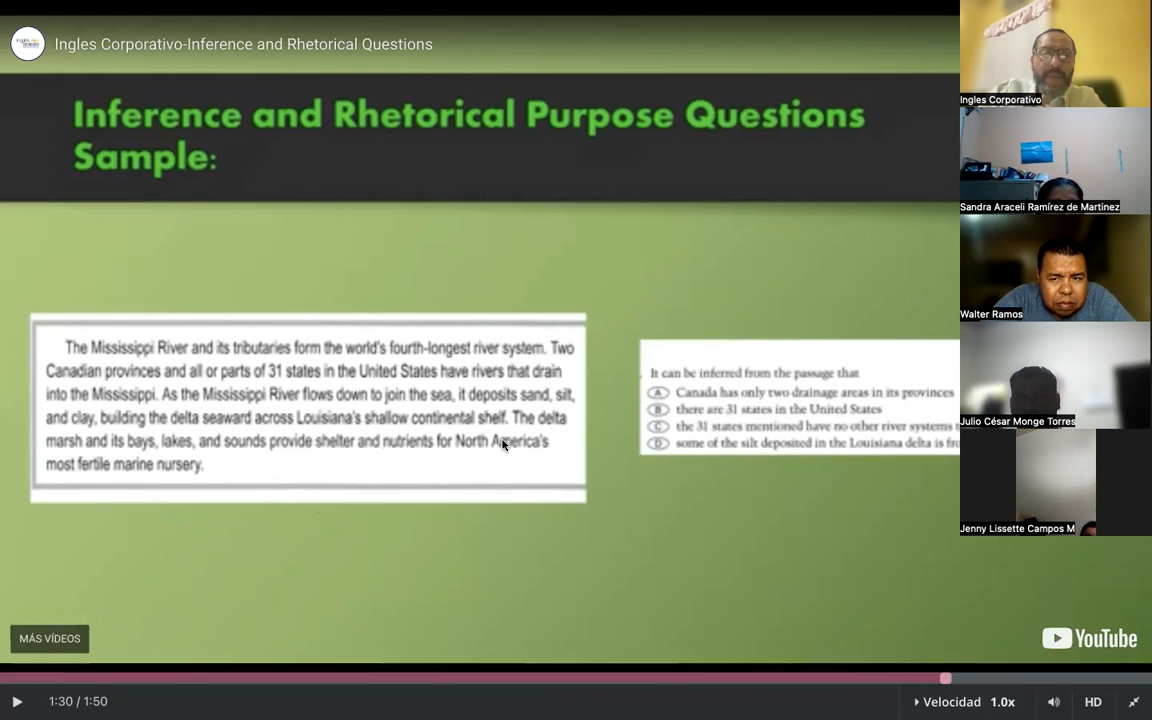 Ingles Corporativo-Inference and Rhetorical Questions
Inference and Rhetorical Purpose Questions
Sample:
The Mississippi River and its tributaries form the world's fourth-longest river system. Two
Canadian provinces and all or parts of 31 states in the United States have rivers that drain
into the Mississippi. As the Mississippi River flows down to join the sea, it deposits sand, silt,
and clay, building the delta seaward across Louisiana's shallow continental shelf. The delta
marsh and its bays, lakes, and sounds provide shelter and nutrients for North America's
most fertile marine nursery.
It can be inferred from the passage that
A Canada has only two drainage areas in its provinces
B there are 31 states in the United States
C the 31 states mentioned have no other river systems
D some of the silt deposited in the Louisiana delta is
Ingles Corporativo
Sandra Araceli Ramírez de Martinez
Walter Ramos
Julio César Monge Torres
Jenny Lissette Campos M
MÁS VÍDEOS
YouTube
1:30 / 1:50
Velocidad 1.0x
HD